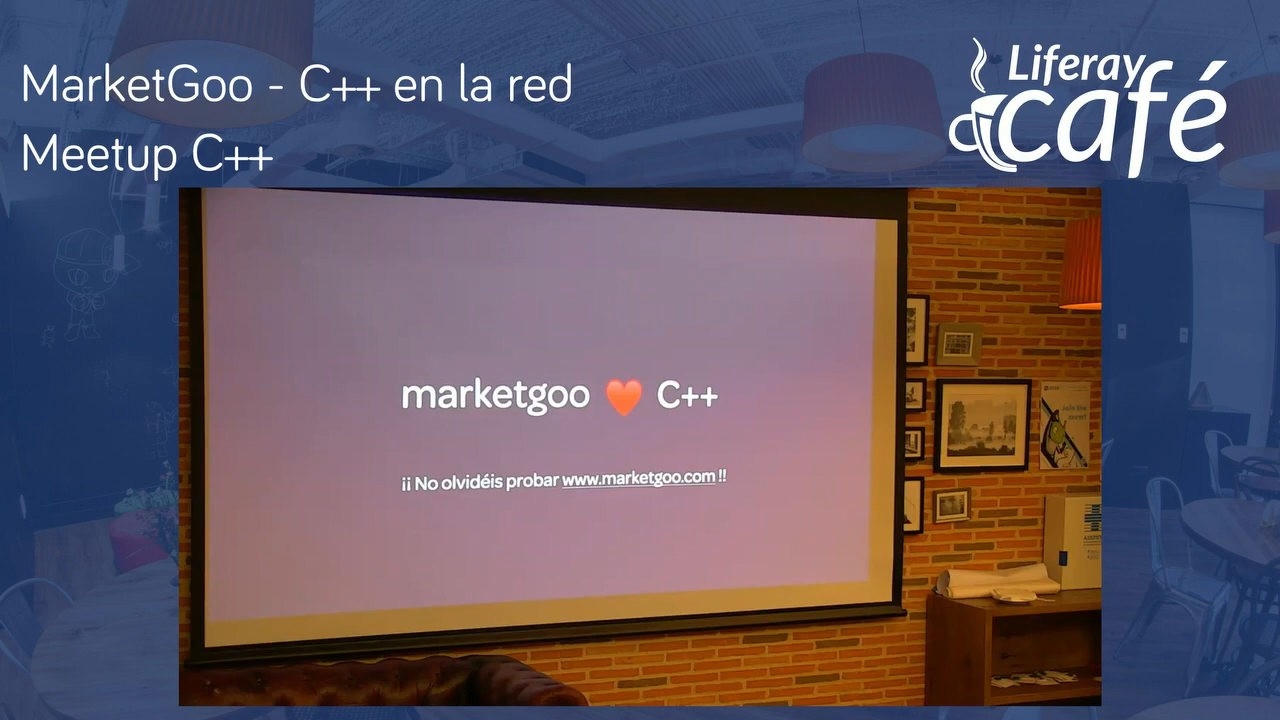 MarketGoo - C++ en la red
Meetup C++
Liferay
café
marketgoo ❤️ C++
¡¡ No olvidéis probar www.marketgoo.com !!